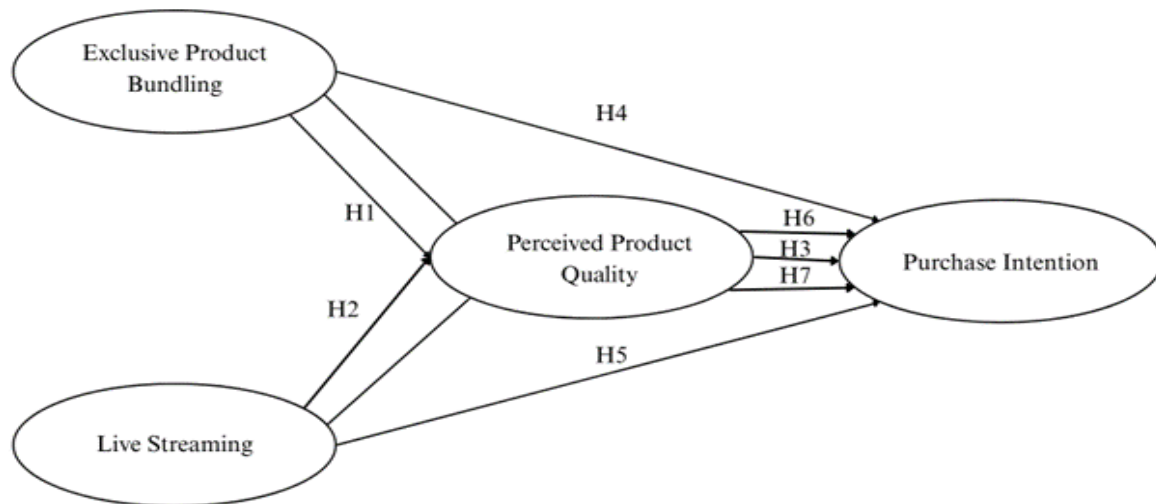 Exclusive Product
Bundling
H4
H1
H6
Perceived Product
Quality
H3
Purchase Intention
H7
H2
H5
Live Streaming